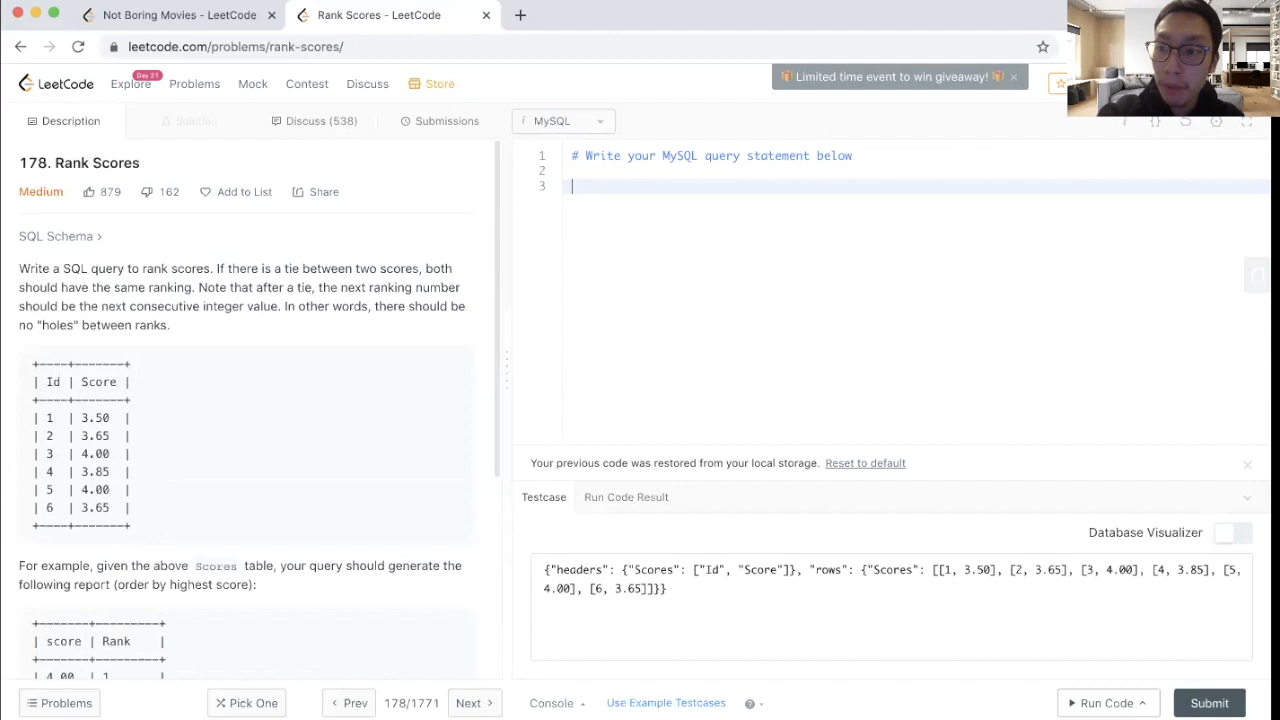 Not Boring Movies - LeetCode
Rank Scores - LeetCode
leetcode.com/problems/rank-scores/
LeetCode
Explore
Day 21
Problems
Mock
Contest
Discuss
Store
Limited time event to win giveaway!
Description
Solution
Discuss (538)
Submissions
i MySQL
178. Rank Scores
Medium
879
162
Add to List
Share
SQL Schema >
Write a SQL query to rank scores. If there is a tie between two scores, both
should have the same ranking. Note that after a tie, the next ranking number
should be the next consecutive integer value. In other words, there should be
no "holes" between ranks.
+----+-------+
| Id | Score |
+----+-------+
| 1 | 3.50 |
| 2 | 3.65 |
| 3 | 4.00 |
| 4 | 3.85 |
| 5 | 4.00 |
| 6 | 3.65 |
+----+-------+
For example, given the above Scores table, your query should generate the
following report (order by highest score):
+-------+---------+
| score | Rank |
+-------+---------+
| 4.00 | 1
1 # Write your MySQL query statement below
2
3
Your previous code was restored from your local storage. Reset to default
Testcase
Run Code Result
Database Visualizer
{"headers": {"Scores": ["Id", "Score"]}, "rows": {"Scores": [[1, 3.50], [2, 3.65], [3, 4.00], [4, 3.85], [5,
4.00], [6, 3.65]]}}
Problems
Pick One
< Prev
178/1771
Next >
Console
Use Example Testcases
?
Run Code
Submit